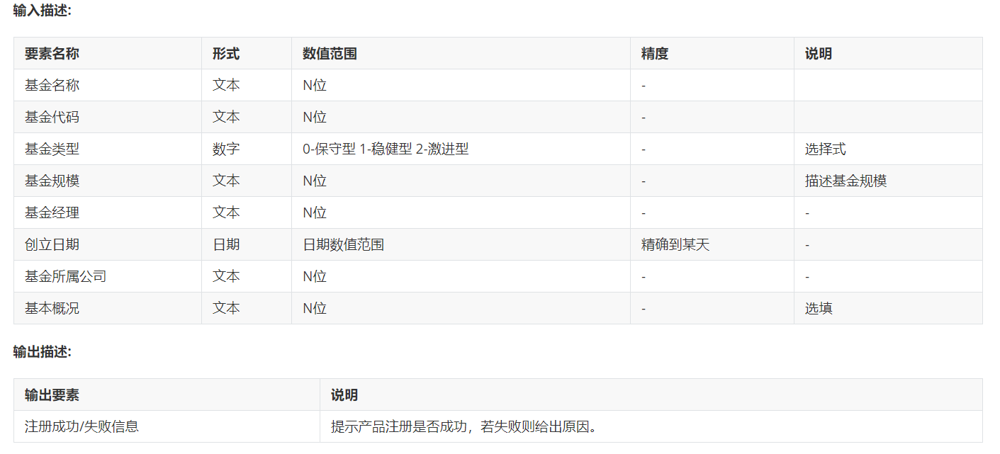 输入描述:
要素名称 形式 数值范围 精度 说明
基金名称 文本 N位 -
基金代码 文本 N位 -
基金类型 数字 0-保守型 1-稳健型 2-激进型 - 选择式
基金规模 文本 N位 - 描述基金规模
基金经理 文本 N位 - -
创立日期 日期 日期数值范围 精确到某天 -
基金所属公司 文本 N位 - -
基本概况 文本 N位 - 选填
输出描述:
输出要素 说明
注册成功/失败信息 提示产品注册是否成功，若失败则给出原因。